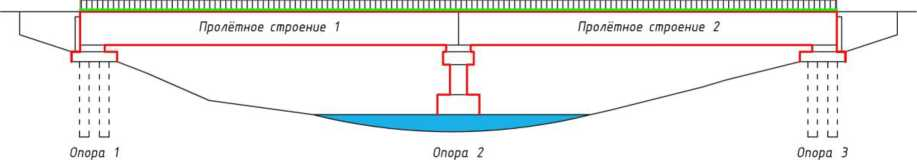 Пролётное строение 1
Пролётное строение 2
Опора 1
Опора 2
Опора 3